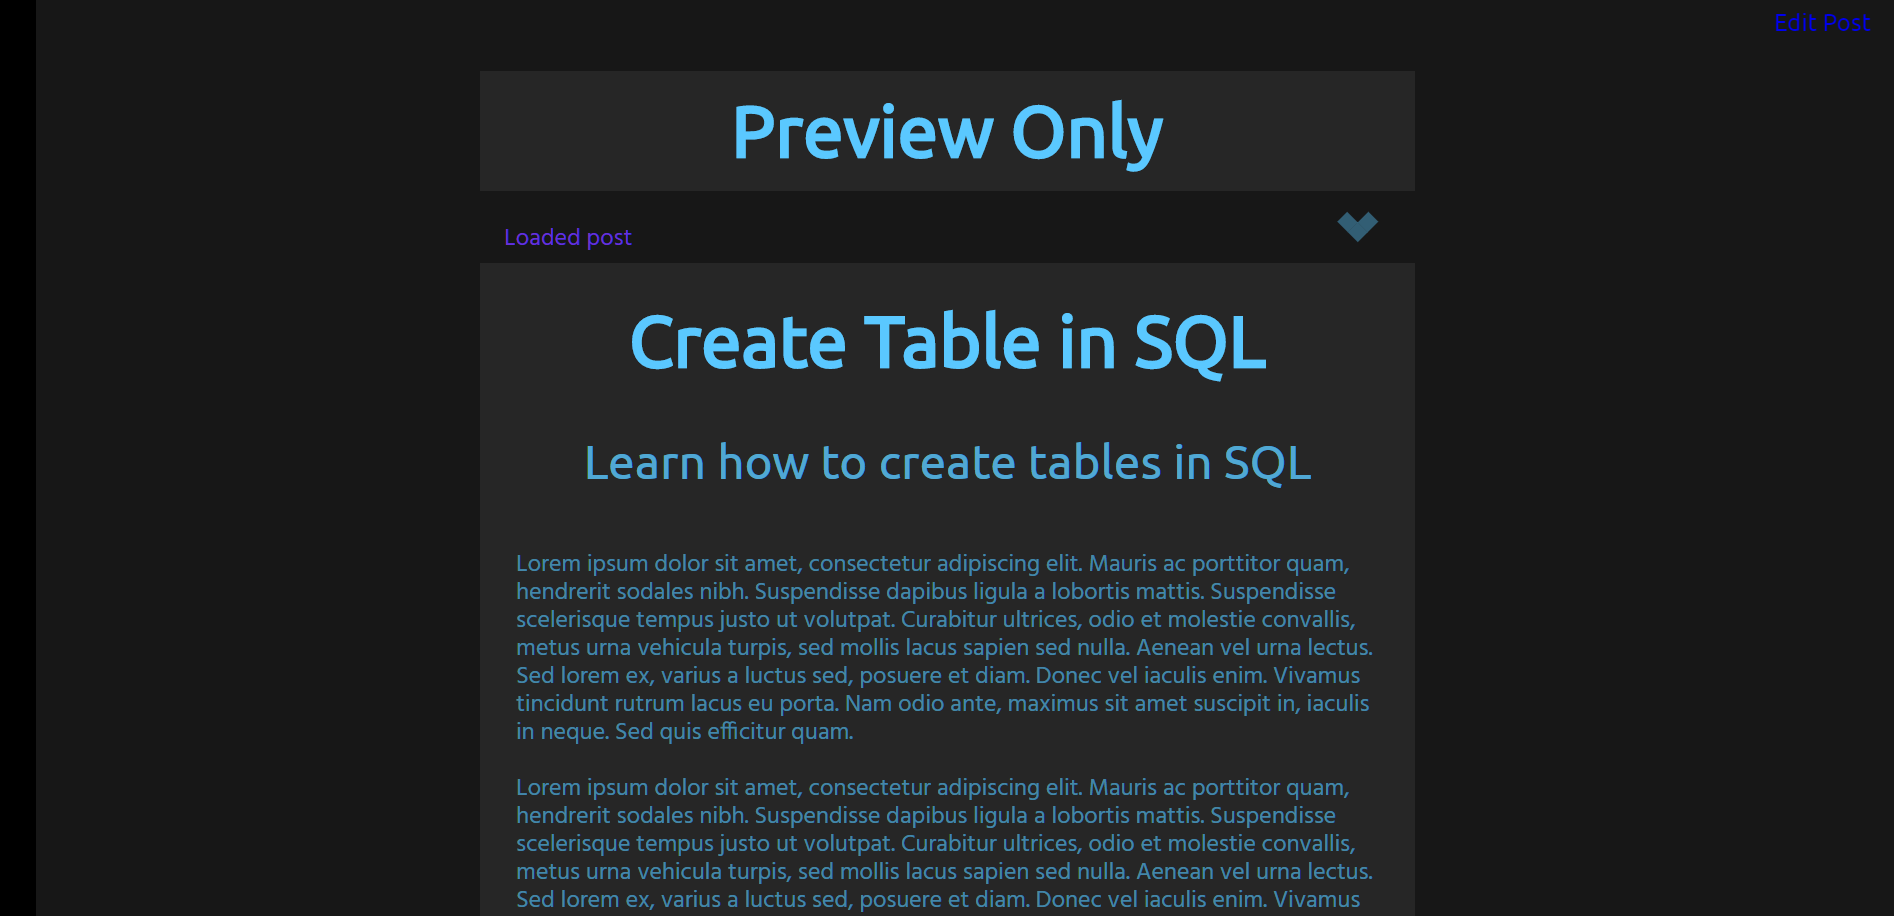 Edit Post
Preview Only
Loaded post
Create Table in SQL
Learn how to create tables in SQL
Lorem ipsum dolor sit amet, consectetur adipiscing elit. Mauris ac porttitor quam,
hendrerit sodales nibh. Suspendisse dapibus ligula a lobortis mattis. Suspendisse
scelerisque tempus justo ut volutpat. Curabitur ultrices, odio et molestie convallis,
metus urna vehicula turpis, sed mollis lacus sapien sed nulla. Aenean vel urna lectus.
Sed lorem ex, varius a luctus sed, posuere et diam. Donec vel iaculis enim. Vivamus
tincidunt rutrum lacus eu porta. Nam odio ante, maximus sit amet suscipit in, iaculis
in neque. Sed quis efficitur quam.
Lorem ipsum dolor sit amet, consectetur adipiscing elit. Mauris ac porttitor quam,
hendrerit sodales nibh. Suspendisse dapibus ligula a lobortis mattis. Suspendisse
scelerisque tempus justo ut volutpat. Curabitur ultrices, odio et molestie convallis,
metus urna vehicula turpis, sed mollis lacus sapien sed nulla. Aenean vel urna lectus.
Sed lorem ex, varius a luctus sed, posuere et diam. Donec vel iaculis enim. Vivamus